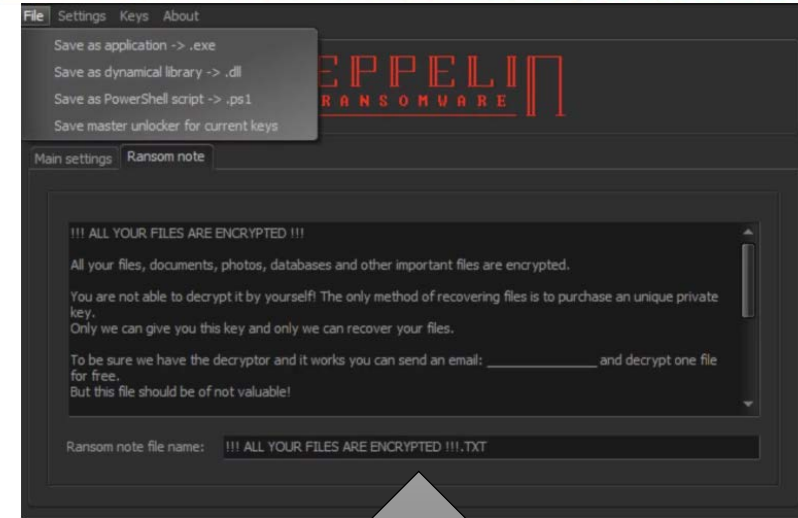 File Settings Keys About
Save as application -> .exe
Save as dynamical library -> .dll
Save as PowerShell script -> .ps1
Save master unlocker for current keys
EPPELIN
RANSOMWARE
Main settings Ransom note
!!! ALL YOUR FILES ARE ENCRYPTED !!!
All your files, documents, photos, databases and other important files are encrypted.
You are not able to decrypt it by yourself! The only method of recovering files is to purchase an unique private
key.
Only we can give you this key and only we can recover your files.
To be sure we have the decryptor and it works you can send an email: ________________ and decrypt one file
for free.
But this file should be of not valuable!
Ransom note file name: !!! ALL YOUR FILES ARE ENCRYPTED !!!.TXT